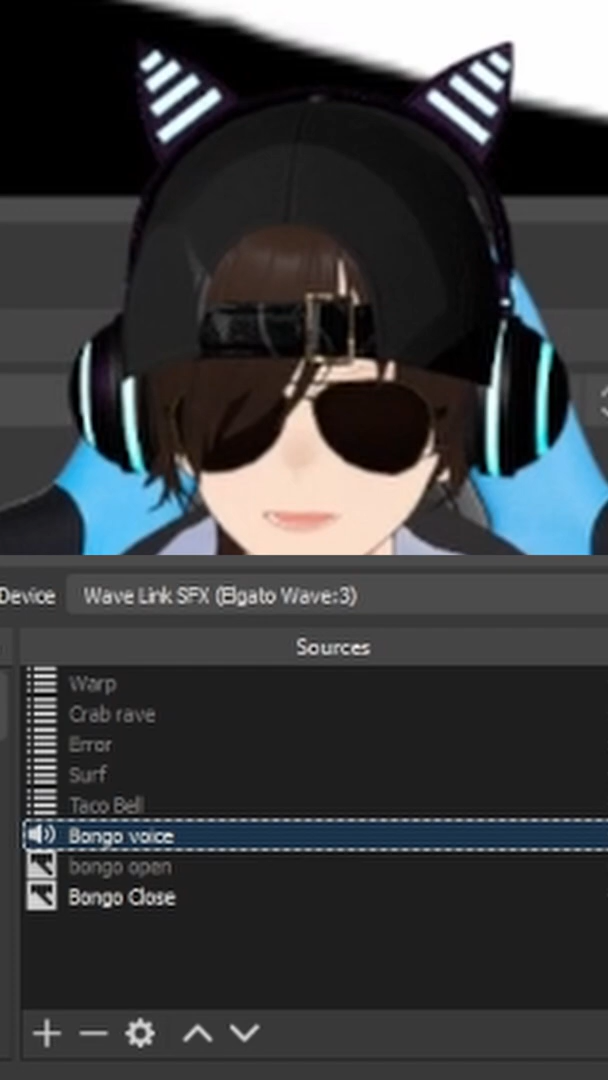 Device
Wave Link SFX (Elgato Wave:3)
Sources
Warp
Crab rave
Error
Surf
Taco Bell
Bongo voice
bongo open
Bongo Close